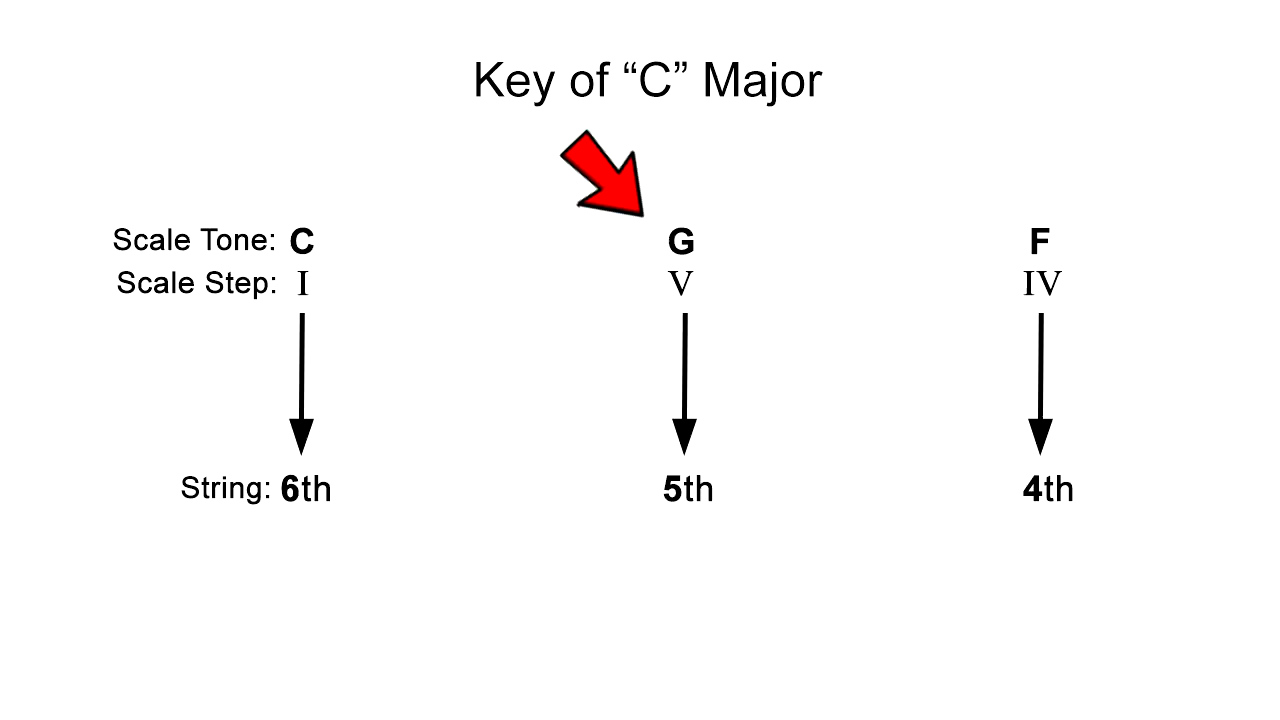 Key of “C” Major
Scale Tone: C G F
Scale Step: I V IV
String: 6th 5th 4th